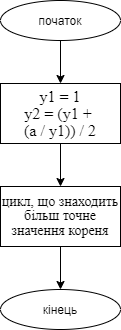 початок
y1 = 1
y2 = (y1 +
(a / y1)) / 2
цикл, що знаходить
більш точне
значення кореня
кінець